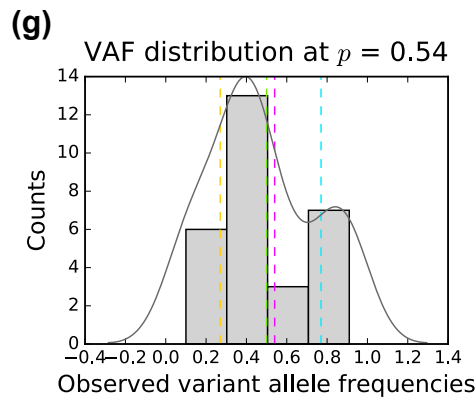 (g)
VAF distribution at p = 0.54
Counts
14
12
10
8
6
4
2
0
−0.4 −0.2 0.0 0.2 0.4 0.6 0.8 1.0 1.2 1.4
Observed variant allele frequencies